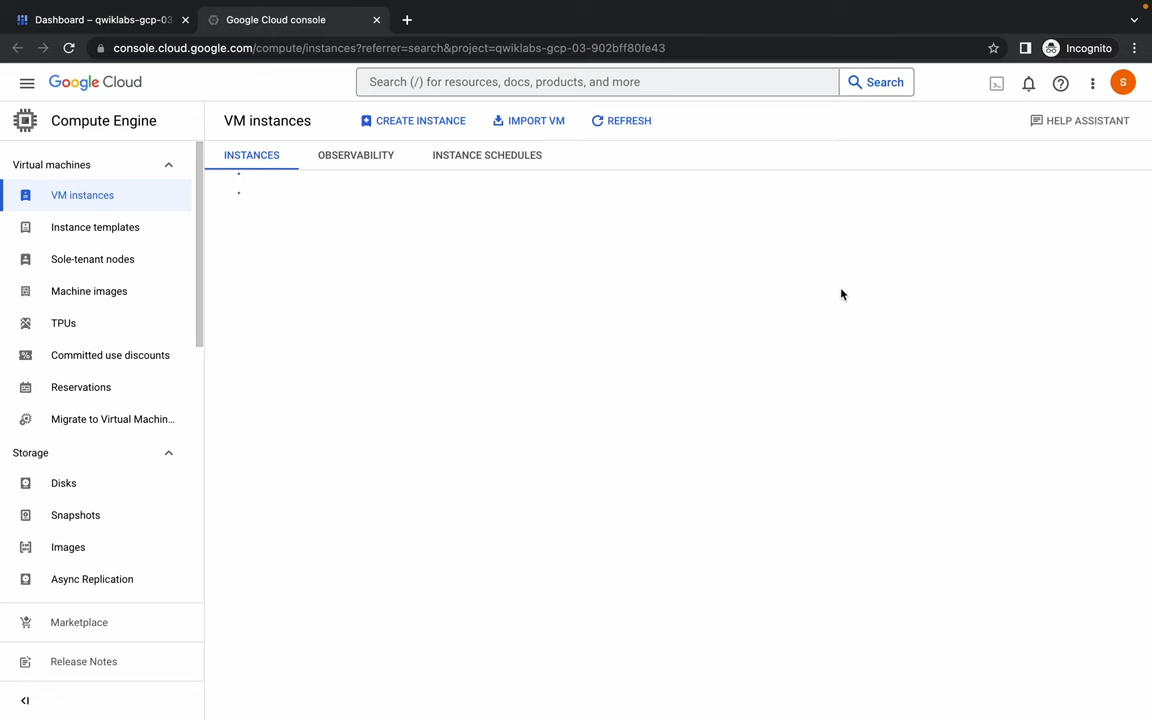 Dashboard – qwiklabs-gcp-03
Google Cloud console
console.cloud.google.com/compute/instances?referrer=search&project=qwiklabs-gcp-03-902bff80fe43
Incognito
Google Cloud
Search (/) for resources, docs, products, and more
Search
S
Compute Engine
VM instances
CREATE INSTANCE
IMPORT VM
REFRESH
HELP ASSISTANT
INSTANCES
OBSERVABILITY
INSTANCE SCHEDULES
Virtual machines
VM instances
Instance templates
Sole-tenant nodes
Machine images
TPUs
Committed use discounts
Reservations
Migrate to Virtual Machin...
Storage
Disks
Snapshots
Images
Async Replication
Marketplace
Release Notes